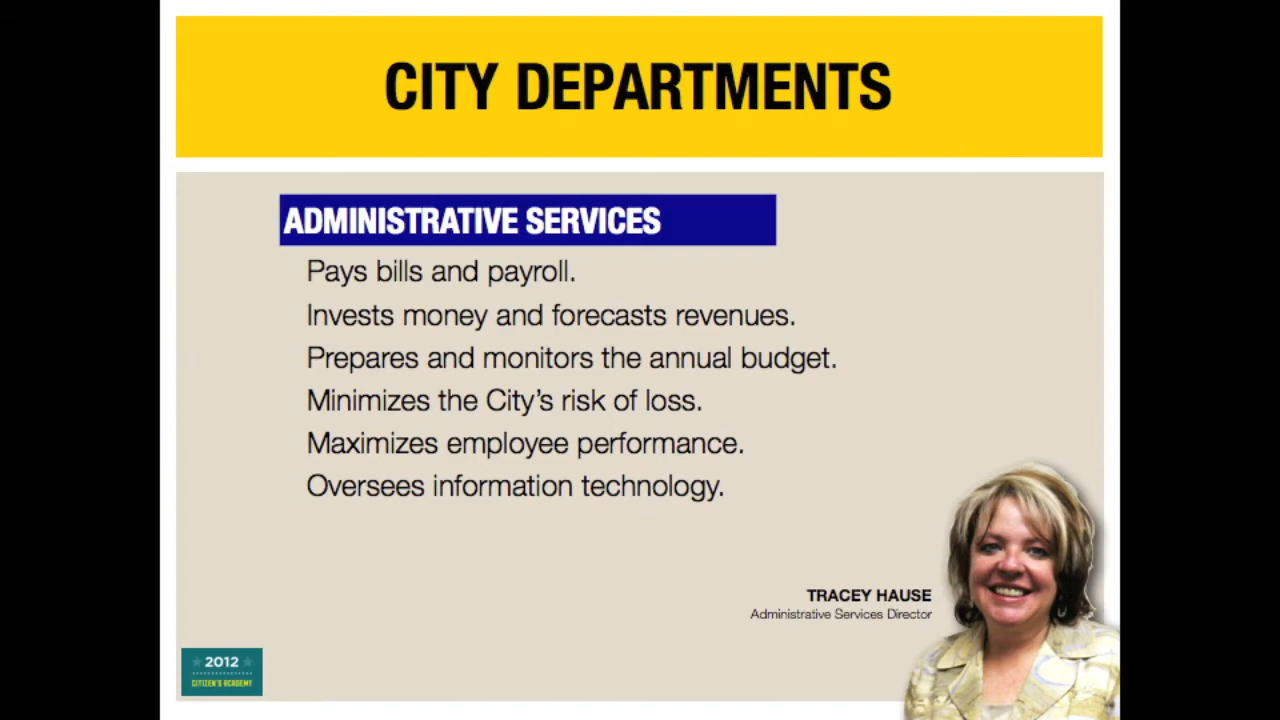 CITY DEPARTMENTS
ADMINISTRATIVE SERVICES
Pays bills and payroll.
Invests money and forecasts revenues.
Prepares and monitors the annual budget.
Minimizes the City's risk of loss.
Maximizes employee performance.
Oversees information technology.
TRACEY HAUSE
Administrative Services Director
2012
CITIZEN'S ACADEMY